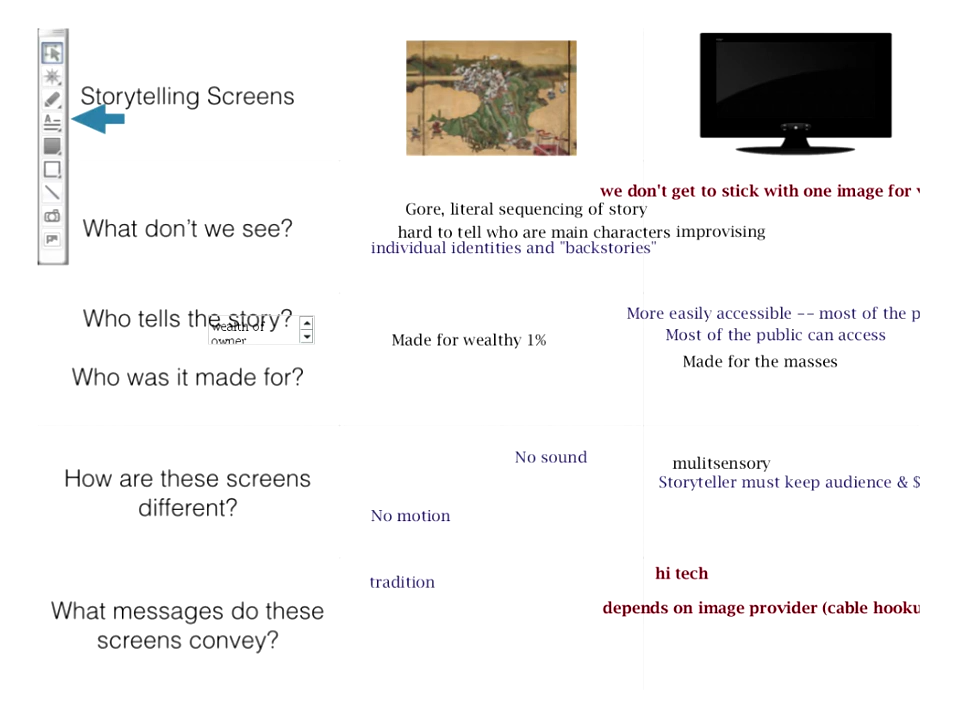 Storytelling Screens
we don't get to stick with one image for
What don't we see?
Gore, literal sequencing of story
hard to tell who are main characters improvising
individual identities and "backstories"
Who tells the story?
wealth of
owner
More easily accessible -- most of the p
Most of the public can access
Made for wealthy 1%
Made for the masses
Who was it made for?
No sound
mulitsensory
How are these screens
different?
Storyteller must keep audience & $
No motion
hi tech
tradition
What messages do these
screens convey?
depends on image provider (cable hooku